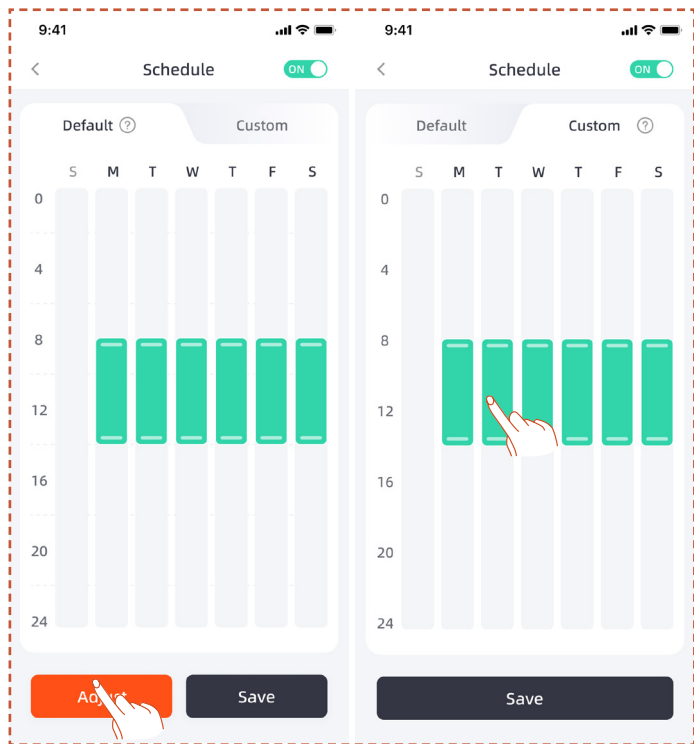 9:41
Schedule
ON
Default ?
Custom
S M T W T F S
0
4
8
12
16
20
24
Adjust
Save
9:41
Schedule
ON
Default
Custom ?
S M T W T F S
0
4
8
12
16
20
24
Save